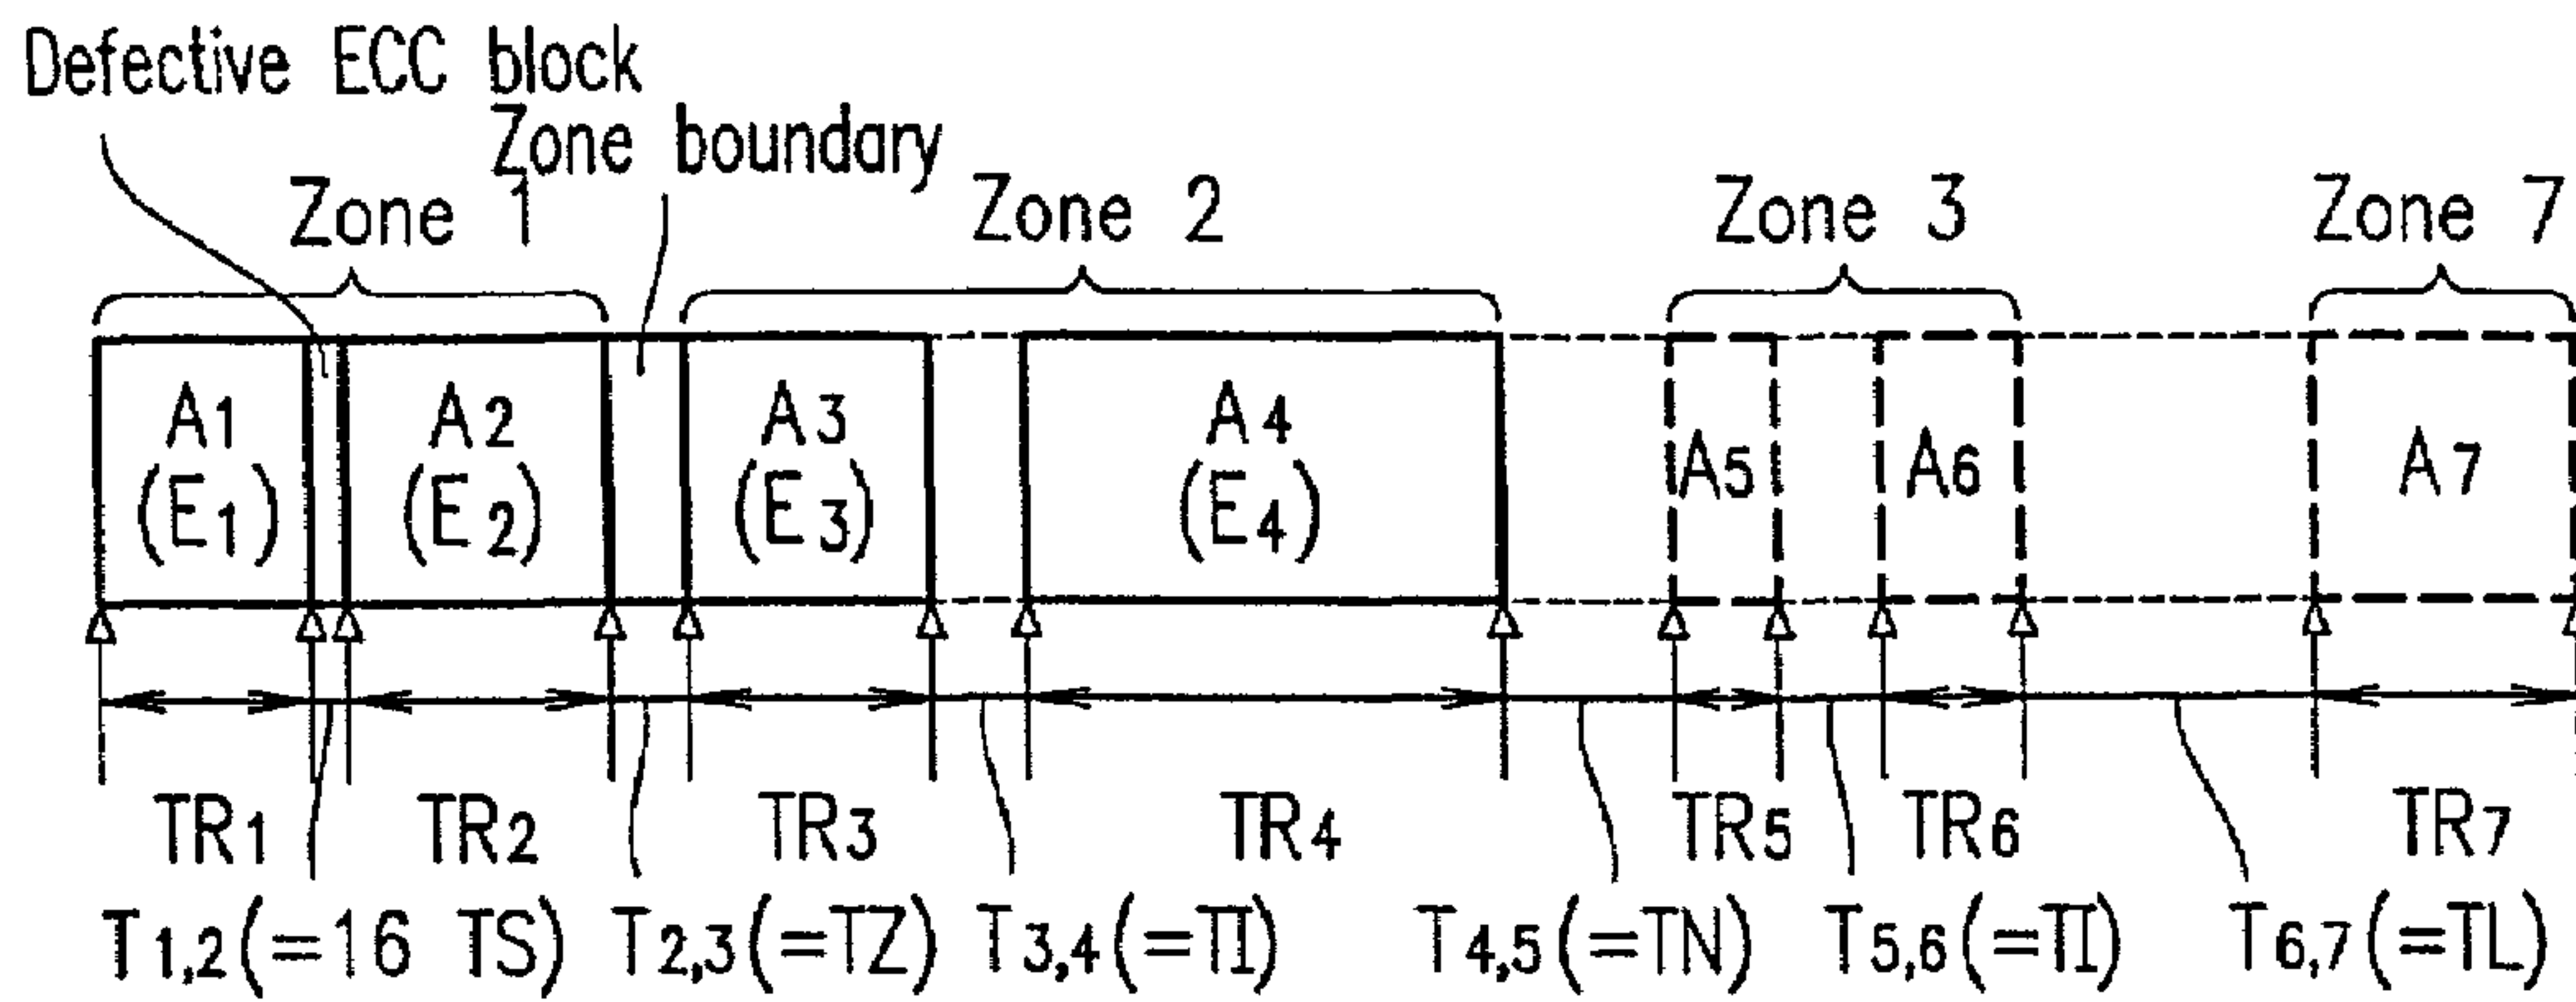 Defective ECC block
Zone boundary
Zone 1
Zone 2
Zone 3
Zone 7
A1
(E1)
A2
(E2)
A3
(E3)
A4
(E4)
A5
A6
A7
TR1
TR2
TR3
TR4
TR5
TR6
TR7
T1,2(=16 TS)
T2,3(=TZ)
T3,4(=TI)
T4,5(=TN)
T5,6(=TI)
T6,7(=TL)